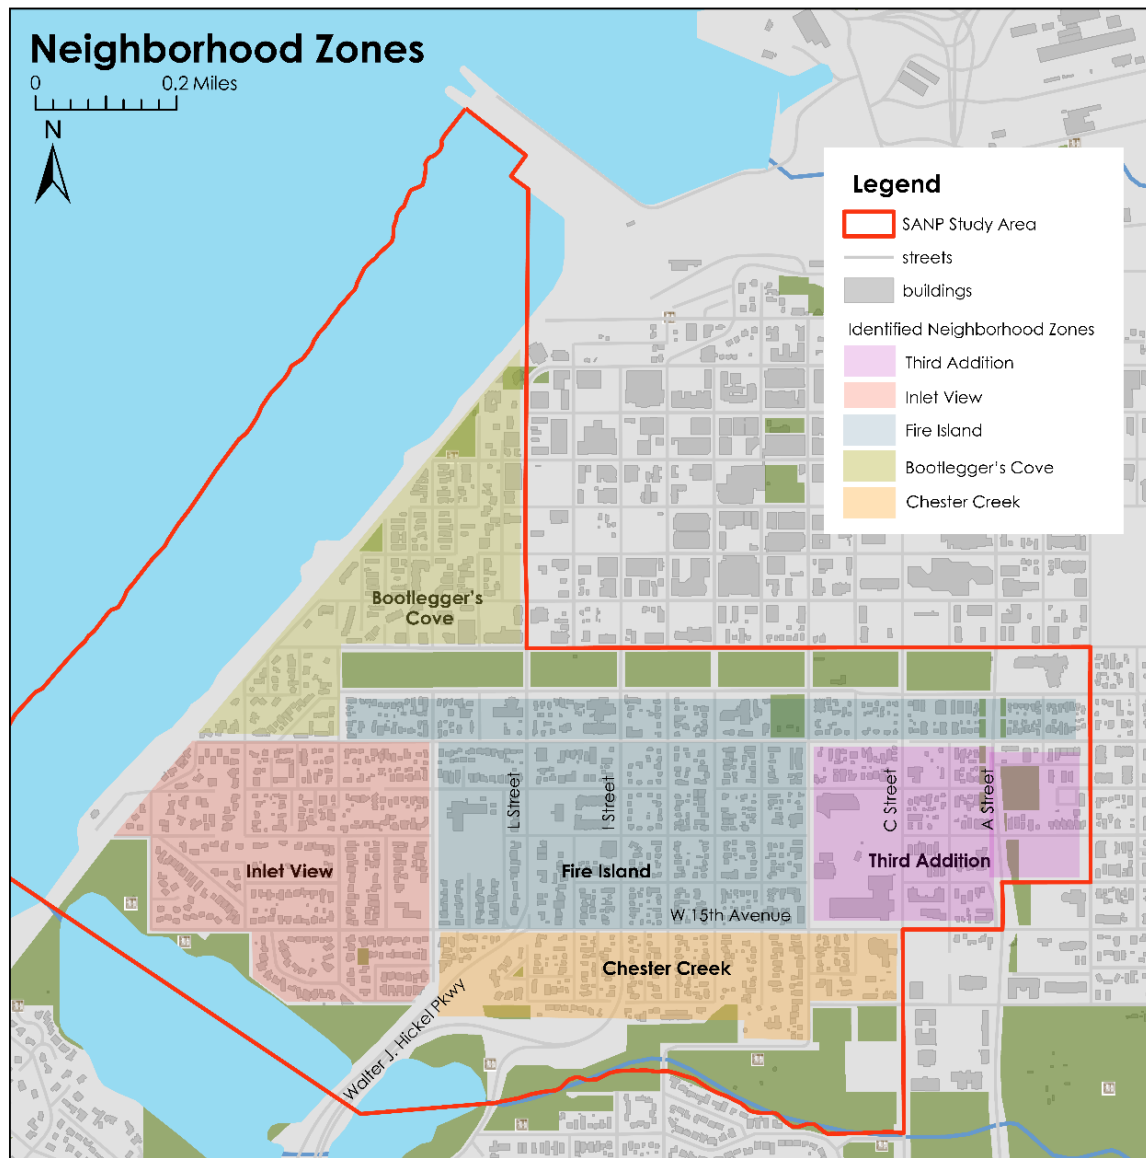 Neighborhood Zones
0 0.2 Miles
N
Legend
SANP Study Area
streets
buildings
Identified Neighborhood Zones
Third Addition
Inlet View
Fire Island
Bootlegger's Cove
Chester Creek
Bootlegger's
Cove
L Street
I Street
C Street
A Street
Inlet View
Fire Island
Third Addition
W 15th Avenue
Chester Creek
Walter J. Hickel Pkwy